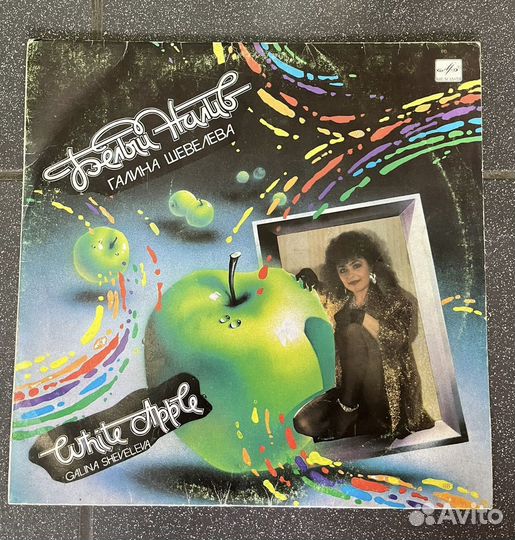 Белый Налив
ГАЛИНА ШЕВЕЛЕВА
White Apple
GALINA SHEVELEVA
Avito